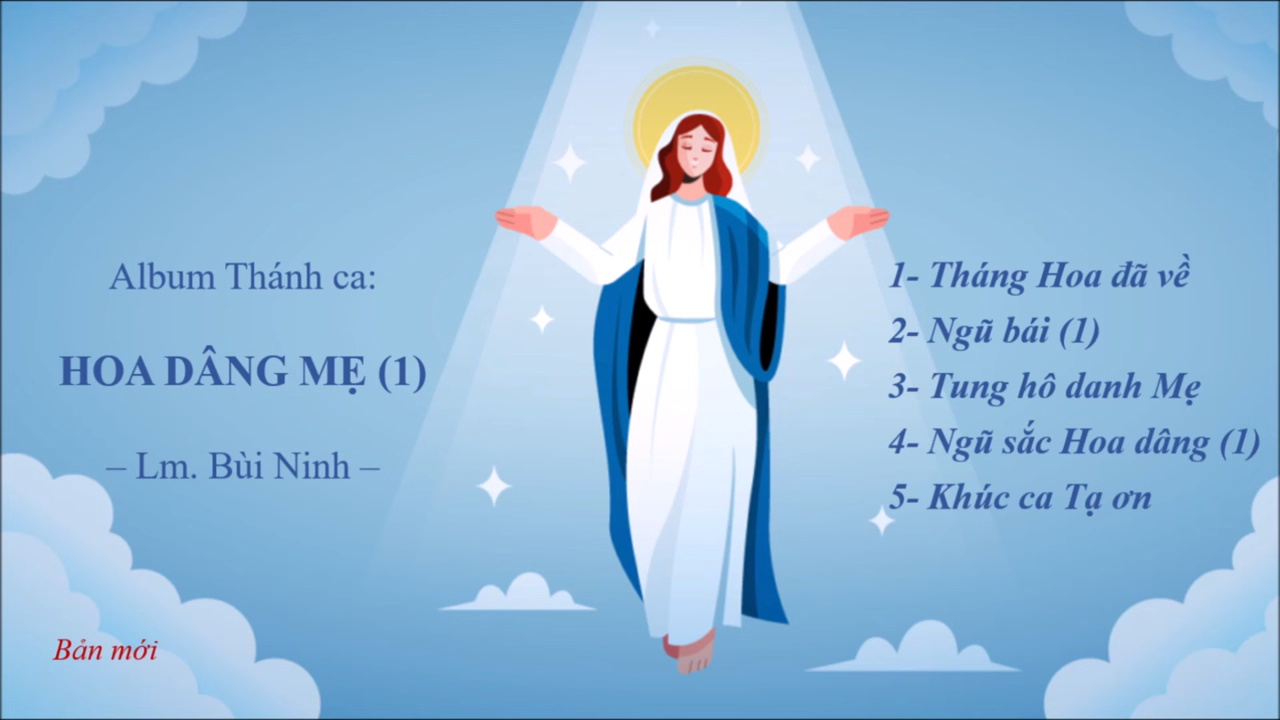 Album Thánh ca:
HOA DÂNG MẸ (1)
– Lm. Bùi Ninh –
1- Tháng Hoa đã về
2- Ngũ bái (1)
3- Tung hô danh Mẹ
4- Ngũ sắc Hoa dâng (1)
5- Khúc ca Tạ ơn
Bản mới